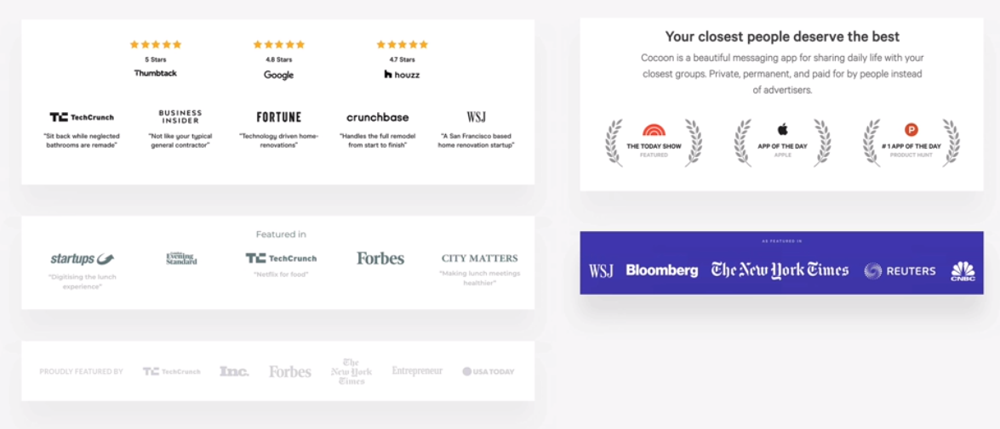 5 Stars
Thumbtack
4.8 Stars
Google
4.7 Stars
houzz
TC TechCrunch
"Sit back while neglected
bathrooms are remade"
BUSINESS
INSIDER
"Not like your typical
general contractor"
FORTUNE
"Technology driven home-
renovations"
crunchbase
"Handles the full remodel
from start to finish"
WSJ
"A San Francisco based
home renovation startup"
Featured in
startups
"Digitising the lunch
experience"
London
Evening
Standard
TC TechCrunch
"Netflix for food"
Forbes
CITY MATTERS
"Making lunch meetings
healthier"
PROUDLY FEATURED BY
TC TechCrunch
Inc.
Forbes
The
New York
Times
Entrepreneur
USA TODAY
Your closest people deserve the best
Cocoon is a beautiful messaging app for sharing daily life with your
closest groups. Private, permanent, and paid for by people instead
of advertisers.
THE TODAY SHOW
FEATURED
APP OF THE DAY
APPLE
P
# 1 APP OF THE DAY
PRODUCT HUNT
AS FEATURED IN
WSJ
Bloomberg
The New York Times
REUTERS
CNBC